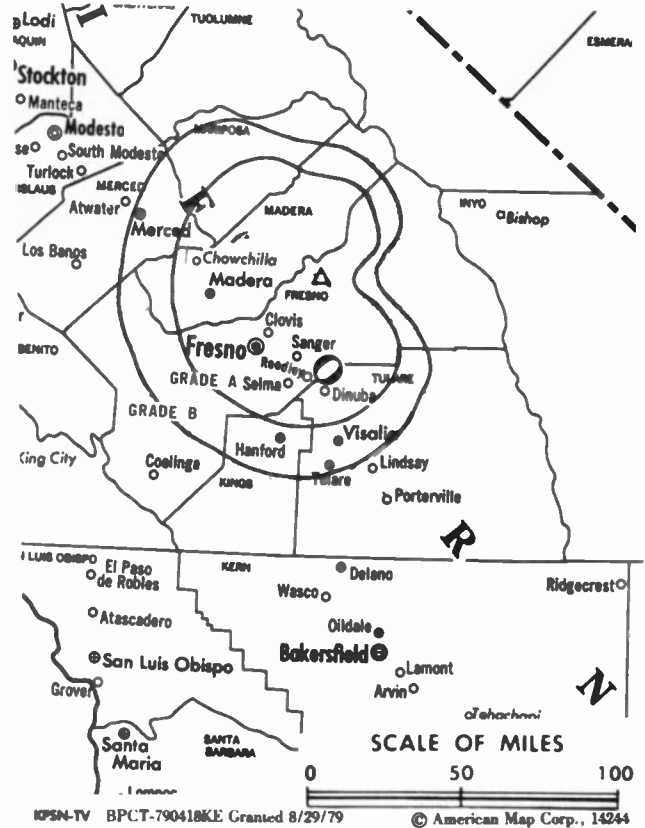 Lodi
TUOLUMNE
ESMERA
Stockton
Manteca
Modesto
South Modesto
Turlock
MARIPOSA
MERCED
Atwater
Merced
MADERA
INYO
Bishop
Los Banos
Chowchilla
Madera
FRESNO
Clovis
Fresno
Sanger
Reedley
GRADE A
Selma
TULARE
Dinuba
GRADE B
Hanford
Visalia
King City
Coalinga
Lindsay
KINGS
Tulare
Porterville
R
LUIS OBISPO
El Paso
de Robles
KERN
Delano
Wasco
Ridgecrest
Atascadero
Oildale
San Luis Obispo
Bakersfield
Lamont
Grover
Arvin
N
Tehachapi
Santa
Maria
SANTA
BARBARA
SCALE OF MILES
0 50 100
KPSN-TV BPCT-790418KE Granted 8/29/79
© American Map Corp., 14244